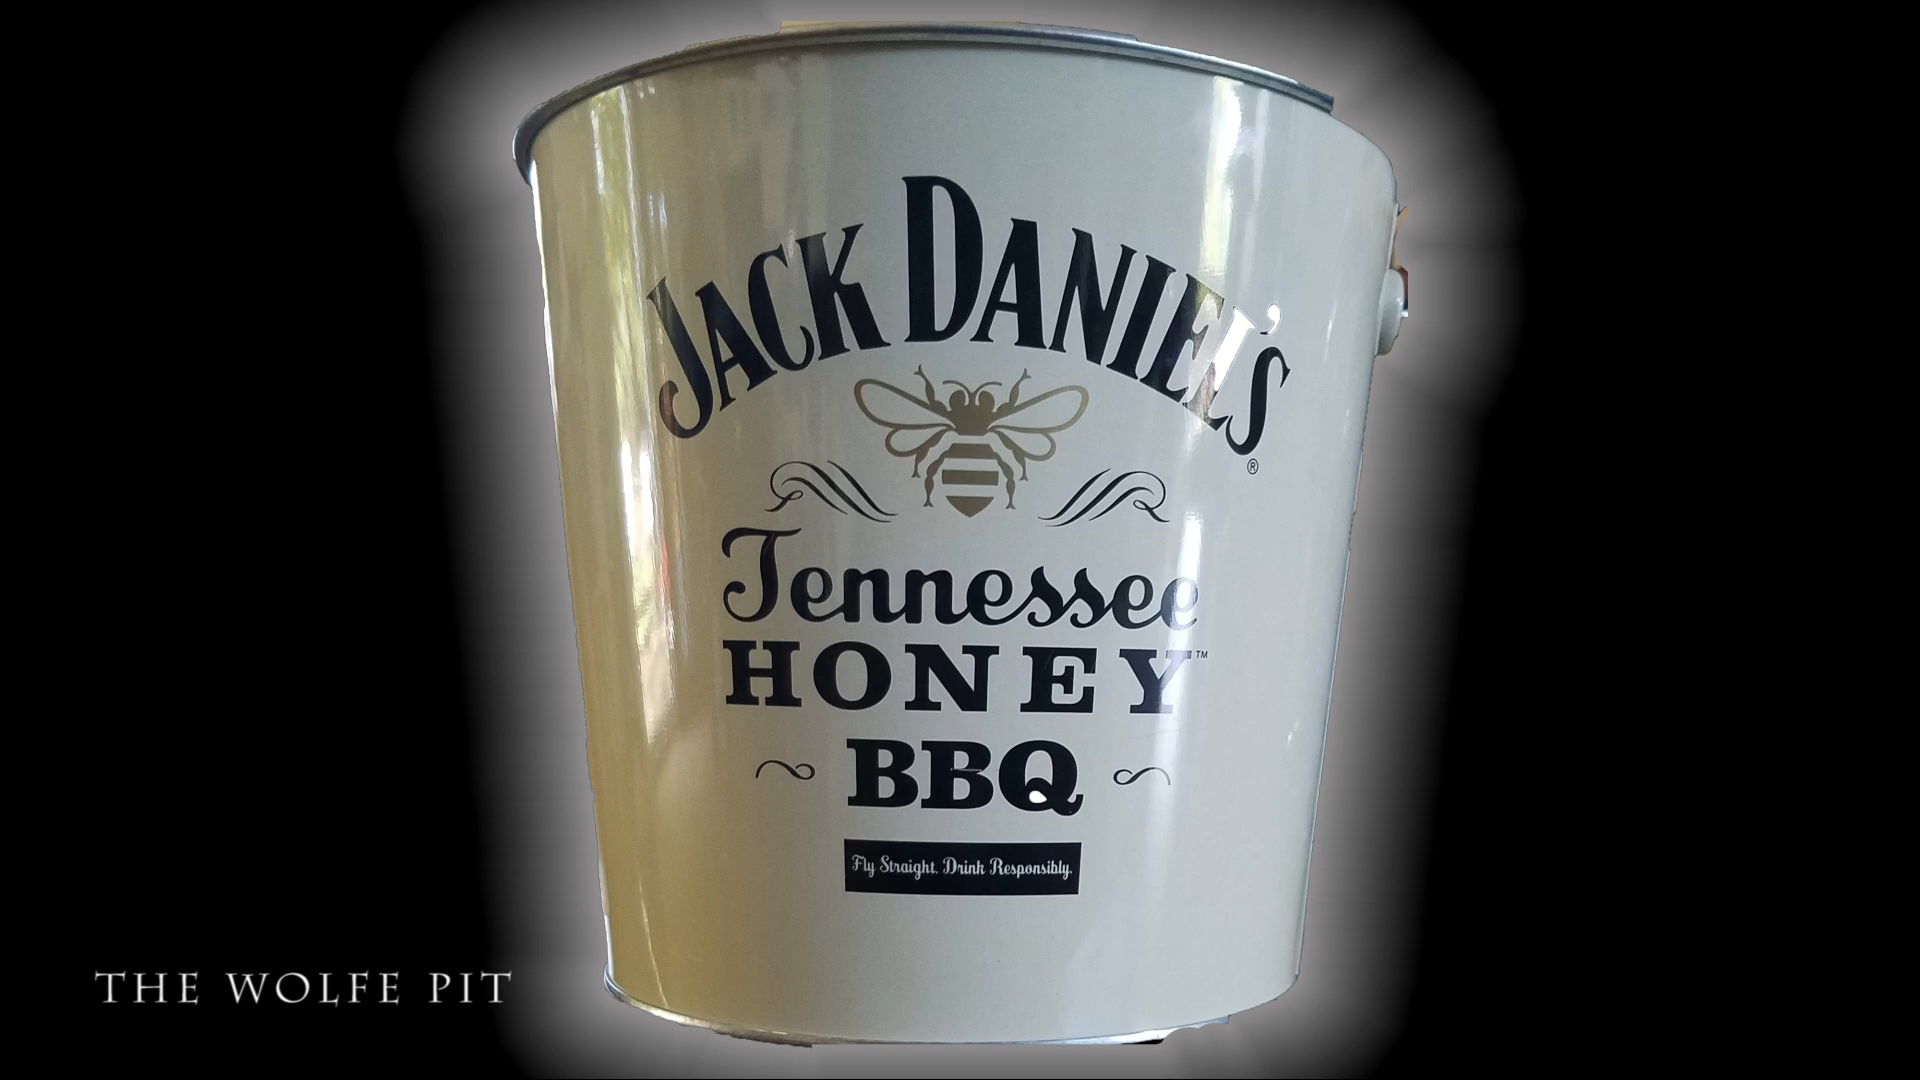 JACK DANIEL'S
®
Tennessee
HONEY™
BBQ
Fly Straight. Drink Responsibly.
THE WOLFE PIT